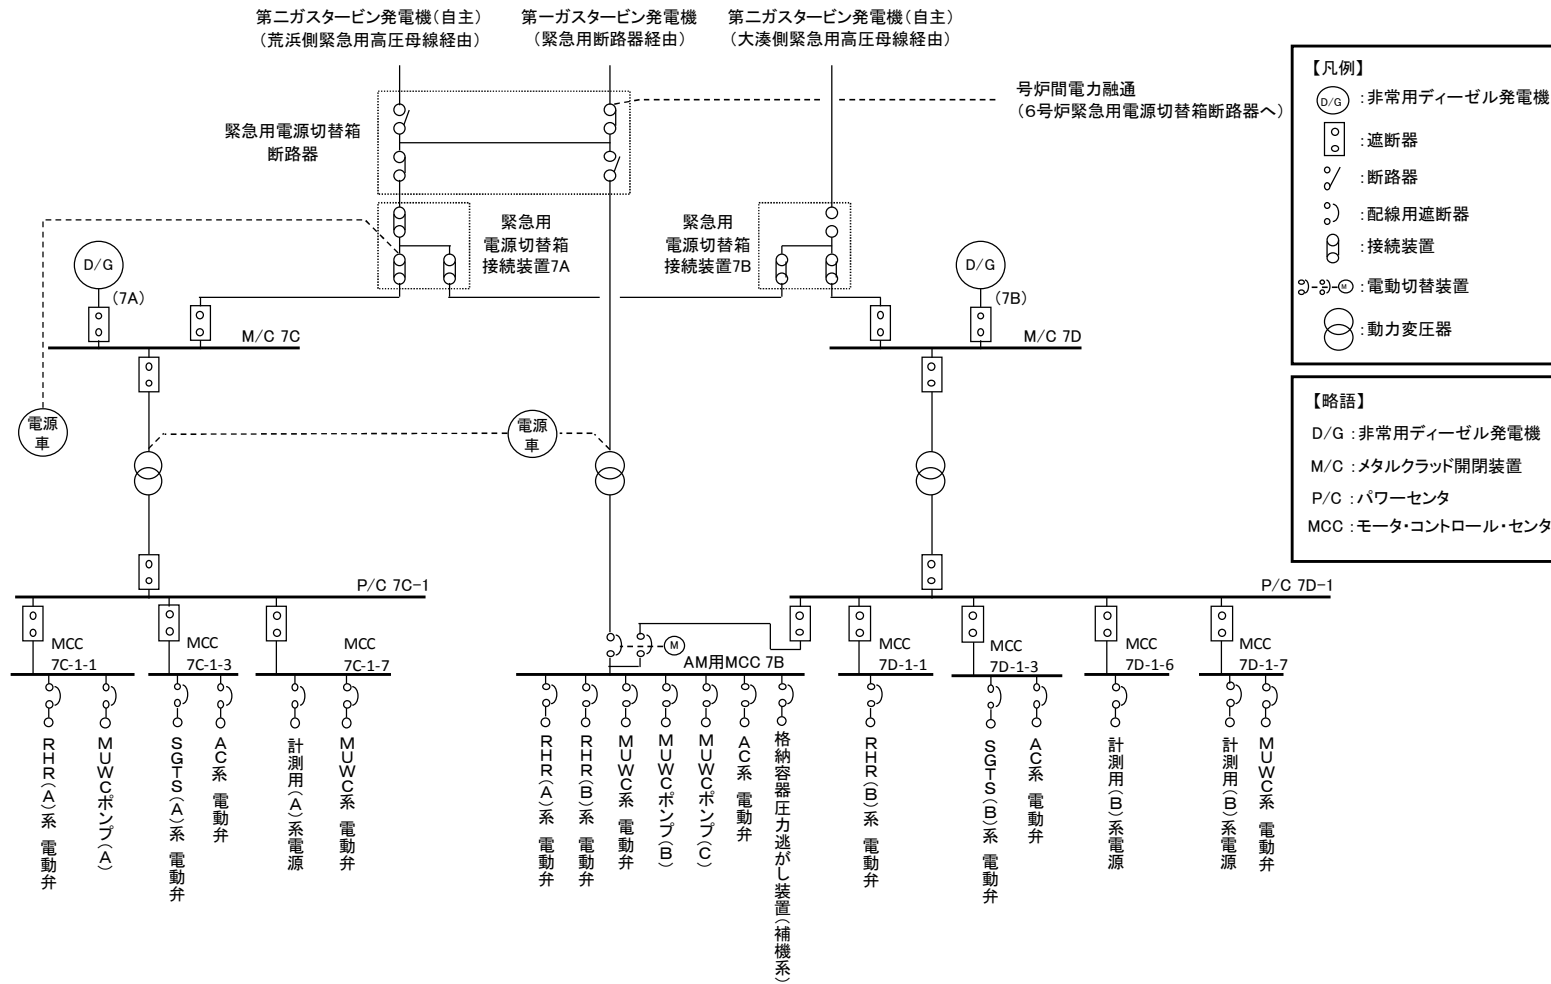 第二ガスタービン発電機(自主)
(荒浜側緊急用高圧母線経由)
第一ガスタービン発電機
(緊急用断路器経由)
第二ガスタービン発電機(自主)
(大湊側緊急用高圧母線経由)
緊急用電源切替箱
断路器
号炉間電力融通
(6号炉緊急用電源切替箱断路器へ)
緊急用
電源切替箱
接続装置7A
緊急用
電源切替箱
接続装置7B
D/G
(7A)
D/G
(7B)
M/C 7C
M/C 7D
電源
車
電源
車
P/C 7C-1
P/C 7D-1
MCC
7C-1-1
MCC
7C-1-3
MCC
7C-1-7
M
AM用MCC 7B
MCC
7D-1-1
MCC
7D-1-3
MCC
7D-1-6
MCC
7D-1-7
RHR(A)系 電動弁
MUWCポンプ(A)
SGTS(A)系 電動弁
AC系 電動弁
計測用(A)系電源
MUWC系 電動弁
RHR(A)系 電動弁
RHR(B)系 電動弁
MUWC系 電動弁
MUWCポンプ(B)
MUWCポンプ(C)
AC系 電動弁
格納容器圧力逃がし装置(補機系)
RHR(B)系 電動弁
SGTS(B)系 電動弁
AC系 電動弁
計測用(B)系電源
計測用(B)系電源
MUWC系 電動弁
【凡例】
D/G :非常用ディーゼル発電機
:遮断器
:断路器
:配線用遮断器
:接続装置
M :電動切替装置
:動力変圧器
【略語】
D/G :非常用ディーゼル発電機
M/C :メタルクラッド開閉装置
P/C :パワーセンタ
MCC :モータ・コントロール・センタ